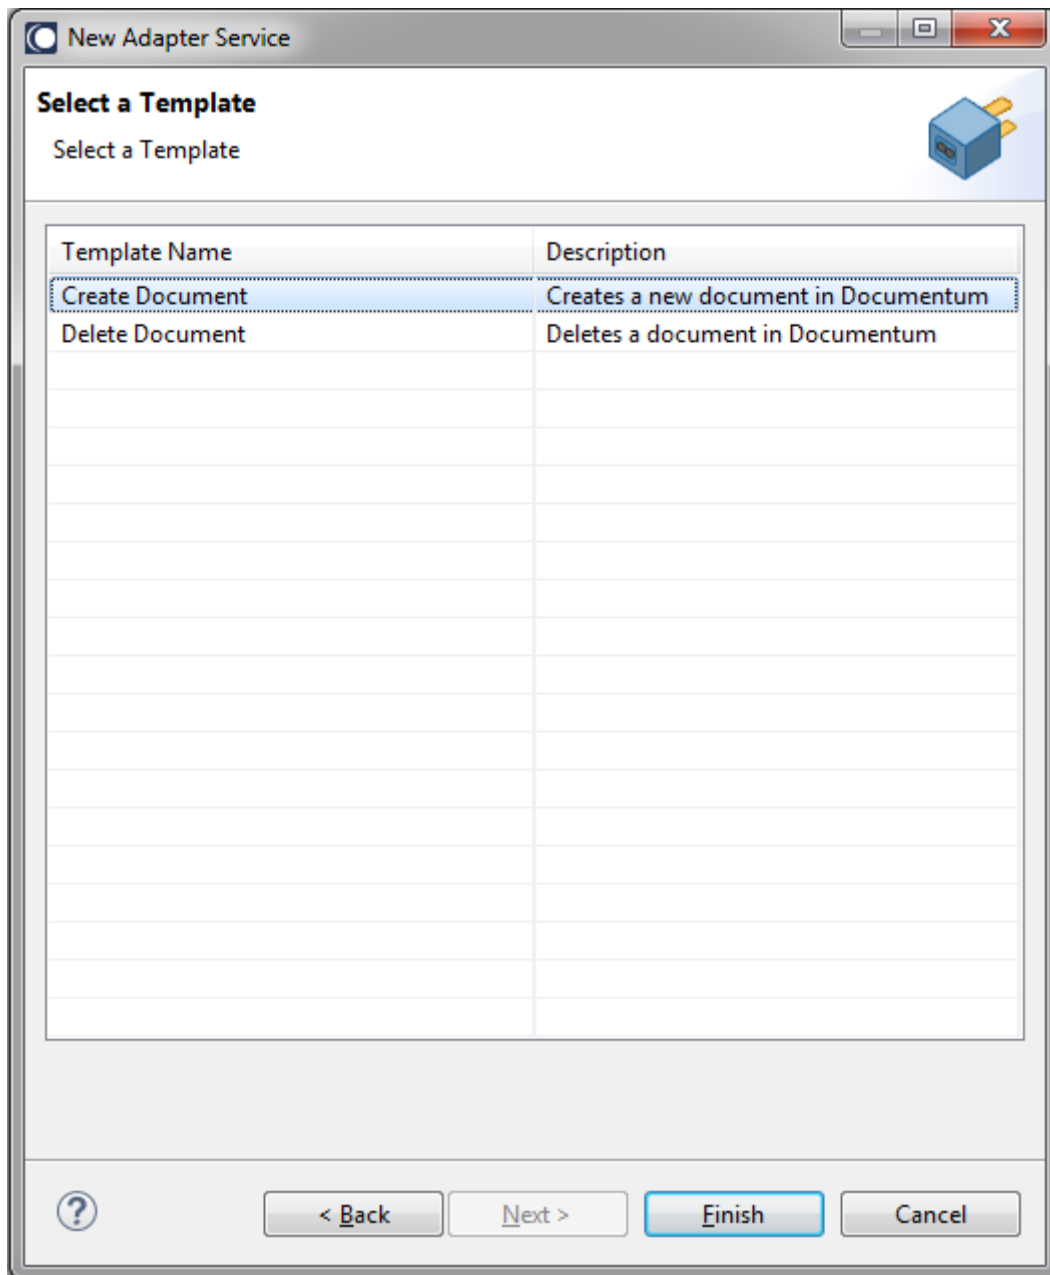 New Adapter Service
Select a Template
Select a Template
Template Name Description
Create Document Creates a new document in Documentum
Delete Document Deletes a document in Documentum
? < Back Next > Finish Cancel